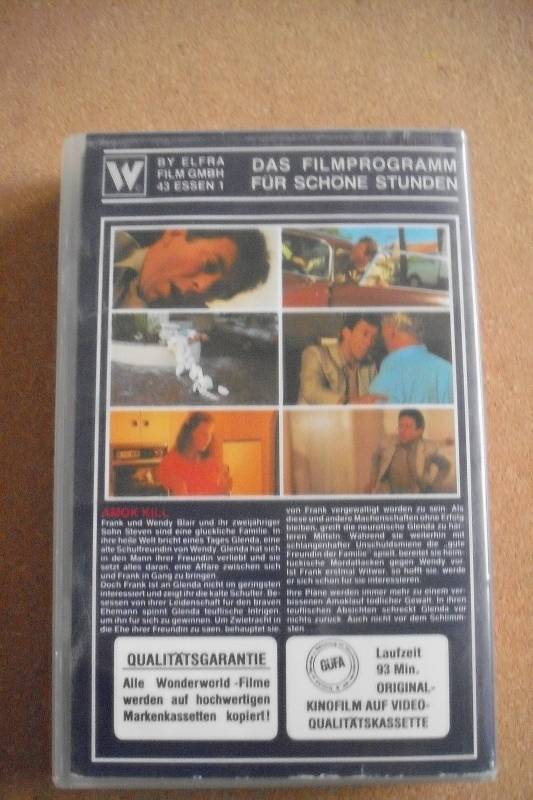 W
BY ELFRA
FILM GMBH
43 ESSEN 1
DAS FILMPROGRAMM
FÜR SCHÖNE STUNDEN
AMOK KILL
Frank und Wendy Blair und ihr zweijähriger
Sohn Steven sind eine glückliche Familie. In
ihre heile Welt bricht eines Tages Glenda, eine
alte Schulfreundin von Wendy. Glenda hat sich
in den Mann ihrer Freundin verliebt und sie
setzt alles daran, eine Affäre zwischen sich
und Frank in Gang zu bringen.
Doch Frank ist an Glenda nicht im geringsten
interessiert und zeigt ihr die kalte Schulter. Be-
sessen von ihrer Leidenschaft für den braven
Ehemann spinnt Glenda teuflische Intrigen,
um ihn für sich zu gewinnen. Um Zwietracht in
die Ehe ihrer Freundin zu säen, behauptet sie,
von Frank vergewaltigt worden zu sein. Als
diese und andere Machenschaften ohne Erfolg
bleiben, greift die neurotische Glenda zu här-
teren Mitteln. Während sie weiter mit
schlangenhafter Unschuldsmiene die „gute
Freundin der Familie" spielt, bereitet sie heim-
tückische Mordattacken gegen Wendy vor.
Ist Frank erstmal Witwer, so hofft sie, werde
er sich schon für sie interessieren.
Ihre Pläne werden immer mehr zu einem ver-
bissenen Amoklauf tödlicher Gewalt. In ihren
teuflischen Absichten schreckt Glenda vor
nichts zurück. Auch nicht vor dem Schlimm-
sten
QUALITÄTSGARANTIE
Alle Wonderworld-Filme
werden auf hochwertigen
Markenkassetten kopiert!
GÜFA
Laufzeit
93 Min.
ORIGINAL-
KINOFILM AUF VIDEO-
QUALITÄTSKASSETTE